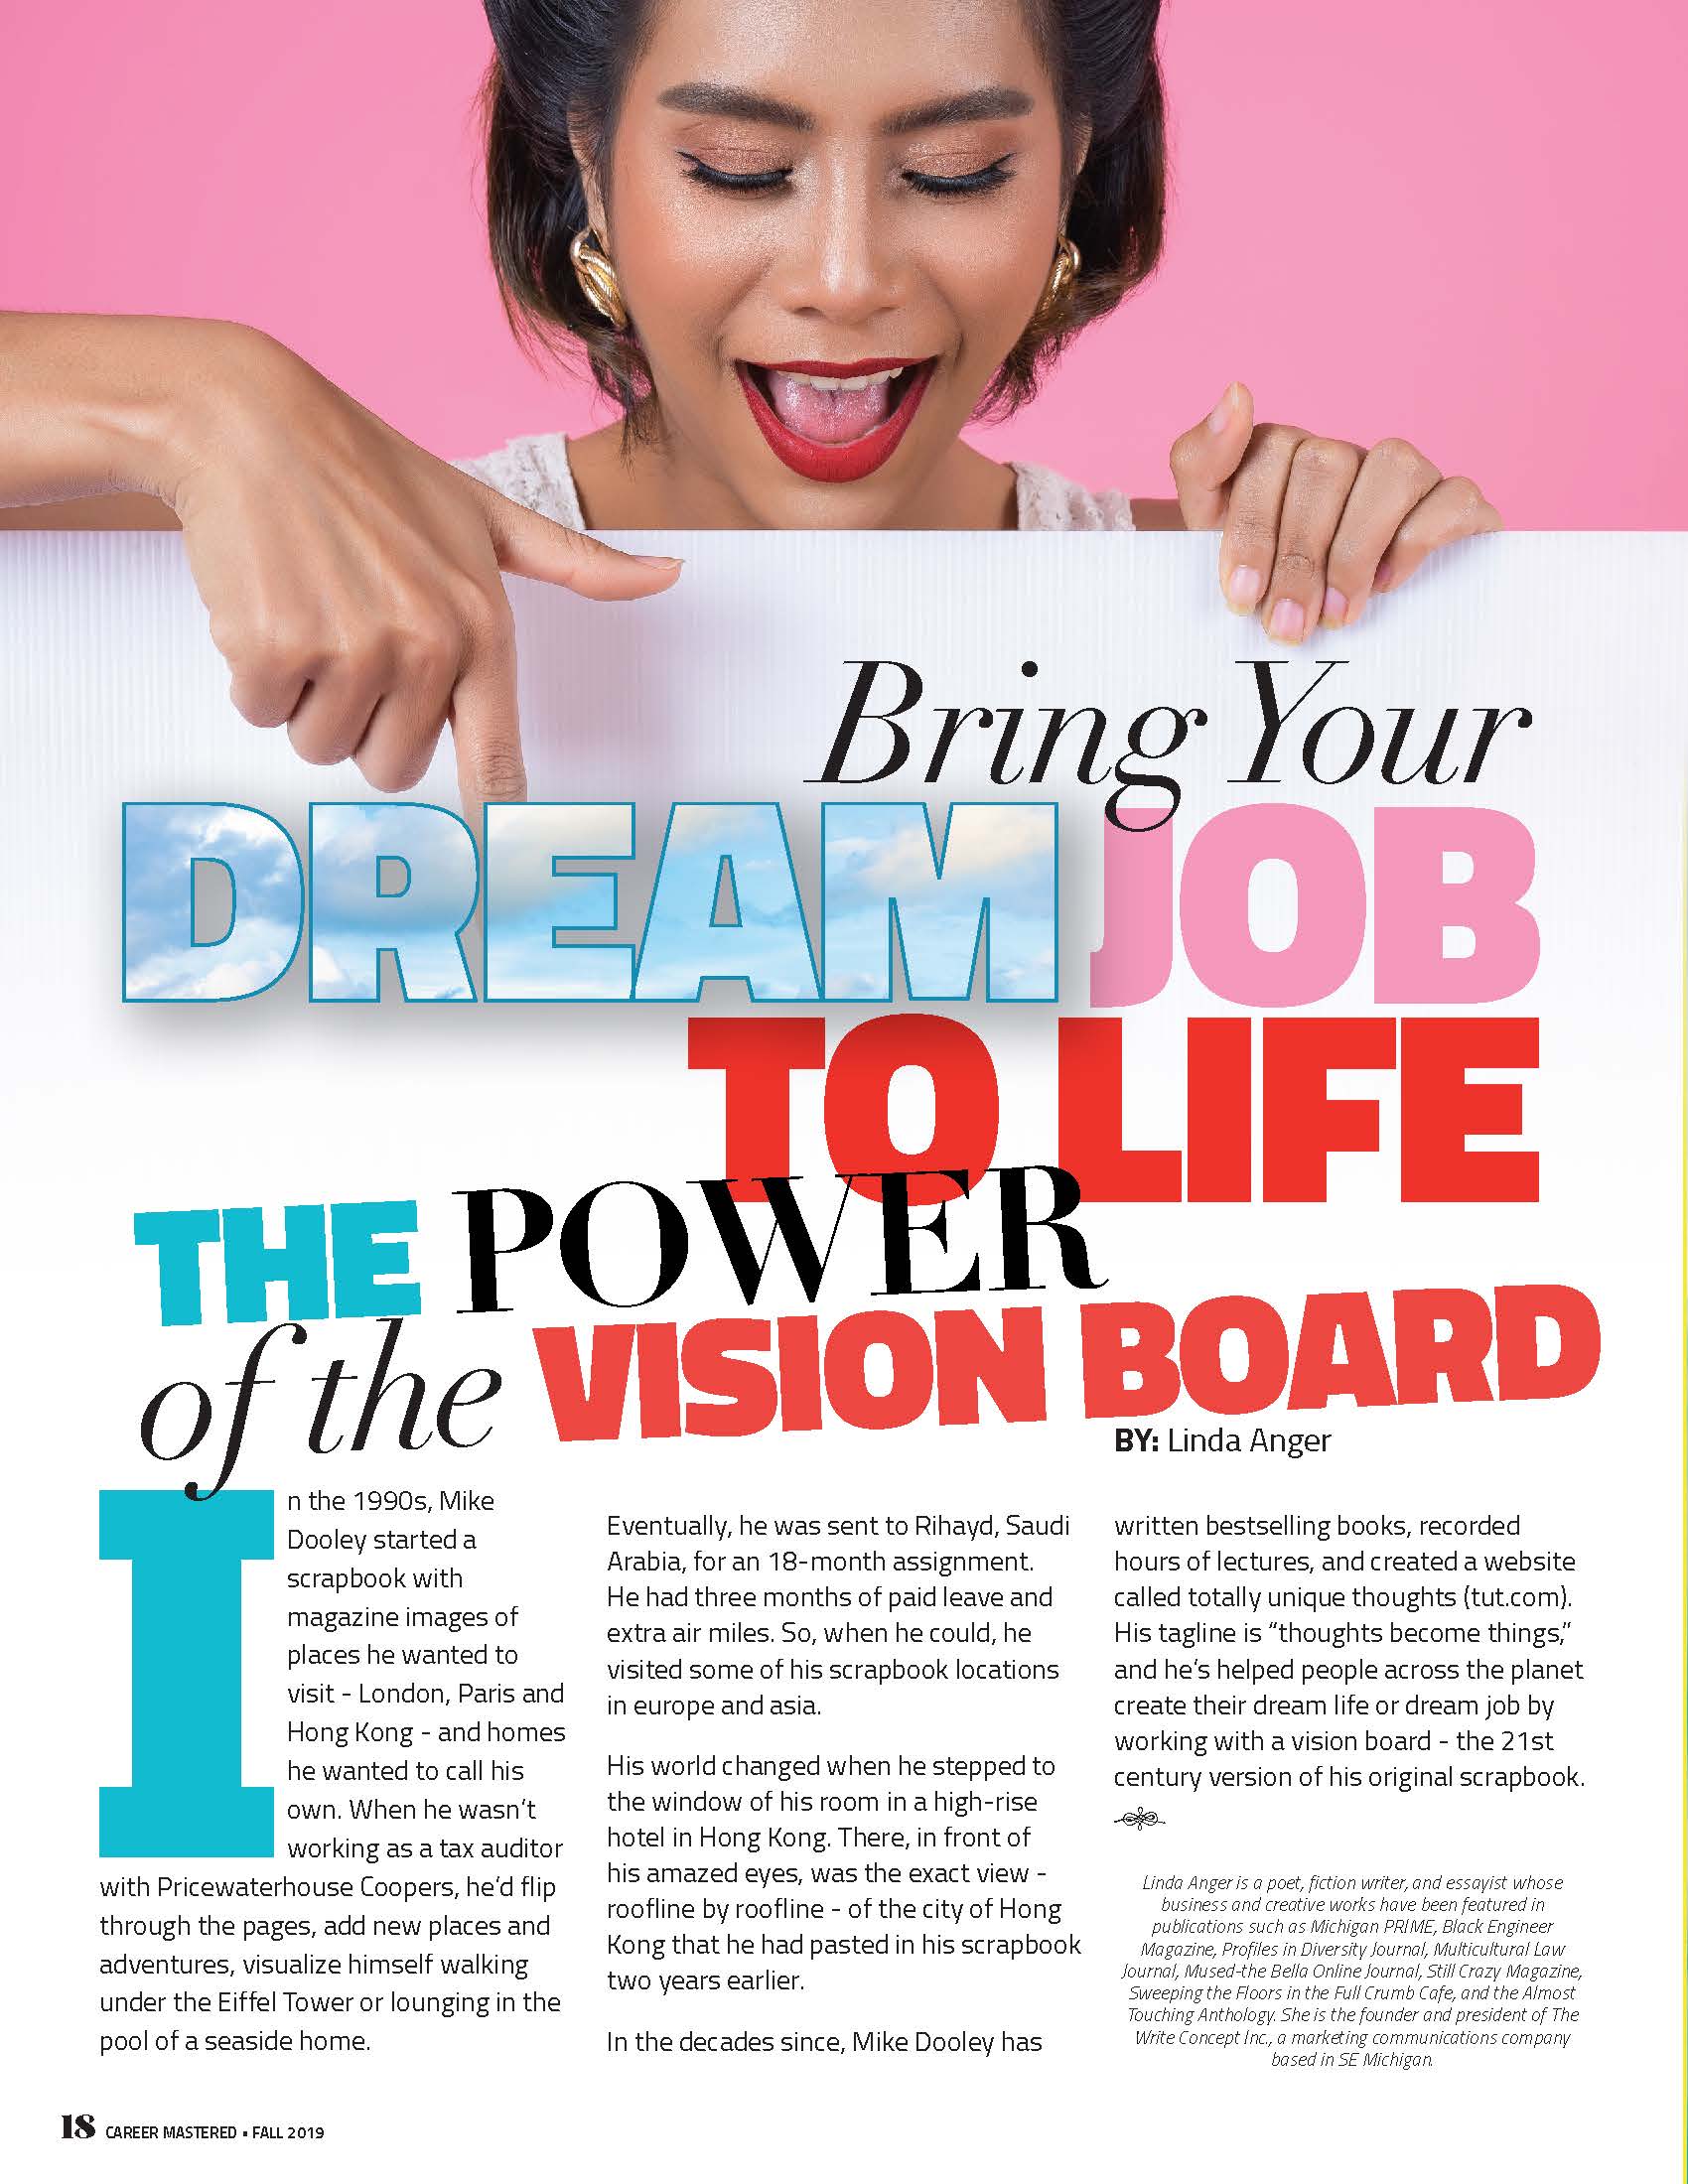 Bring Your
DREAM JOB
TO LIFE
THE POWER
of the VISION BOARD
BY: Linda Anger
In the 1990s, Mike
Dooley started a
scrapbook with
magazine images of
places he wanted to
visit - London, Paris and
Hong Kong - and homes
he wanted to call his
own. When he wasn't
working as a tax auditor
with Pricewaterhouse Coopers, he'd flip
through the pages, add new places and
adventures, visualize himself walking
under the Eiffel Tower or lounging in the
pool of a seaside home.
Eventually, he was sent to Rihayd, Saudi
Arabia, for an 18-month assignment.
He had three months of paid leave and
extra air miles. So, when he could, he
visited some of his scrapbook locations
in europe and asia.
His world changed when he stepped to
the window of his room in a high-rise
hotel in Hong Kong. There, in front of
his amazed eyes, was the exact view -
roofline by roofline - of the city of Hong
Kong that he had pasted in his scrapbook
two years earlier.
In the decades since, Mike Dooley has
written bestselling books, recorded
hours of lectures, and created a website
called totally unique thoughts (tut.com).
His tagline is “thoughts become things,”
and he's helped people across the planet
create their dream life or dream job by
working with a vision board - the 21st
century version of his original scrapbook.
Linda Anger is a poet, fiction writer, and essayist whose
business and creative works have been featured in
publications such as Michigan PRIME, Black Engineer
Magazine, Profiles in Diversity Journal, Multicultural Law
Journal, Mused-the Bella Online Journal, Still Crazy Magazine,
Sweeping the Floors in the Full Crumb Cafe, and the Almost
Touching Anthology. She is the founder and president of The
Write Concept Inc., a marketing communications company
based in SE Michigan.
18 CAREER MASTERED • FALL 2019